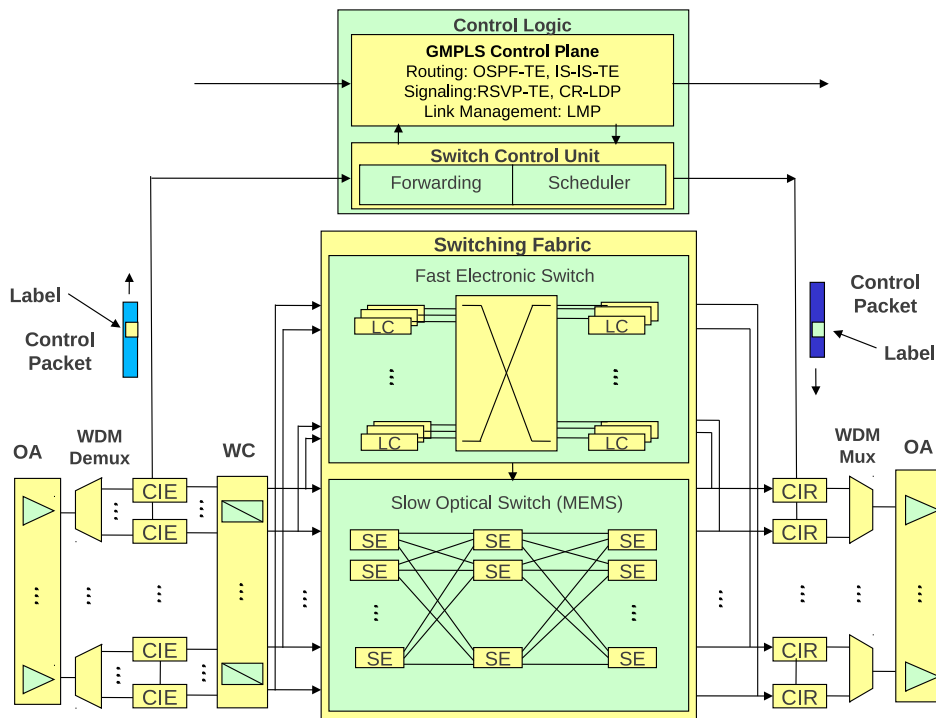 Control Logic
GMPLS Control Plane
Routing: OSPF-TE, IS-IS-TE
Signaling:RSVP-TE, CR-LDP
Link Management: LMP
Switch Control Unit
Forwarding
Scheduler
Label
Control
Packet
Control
Packet
Label
Switching Fabric
Fast Electronic Switch
LC
LC
...
...
LC
LC
OA
WDM
Demux
WC
WDM
Mux
OA
CIE
...
...
CIE
CIR
...
CIR
Slow Optical Switch (MEMS)
SE
SE
SE
SE
SE
SE
...
...
...
...
...
...
...
...
...
...
SE
SE
SE
CIE
...
...
CIE
CIR
...
CIR